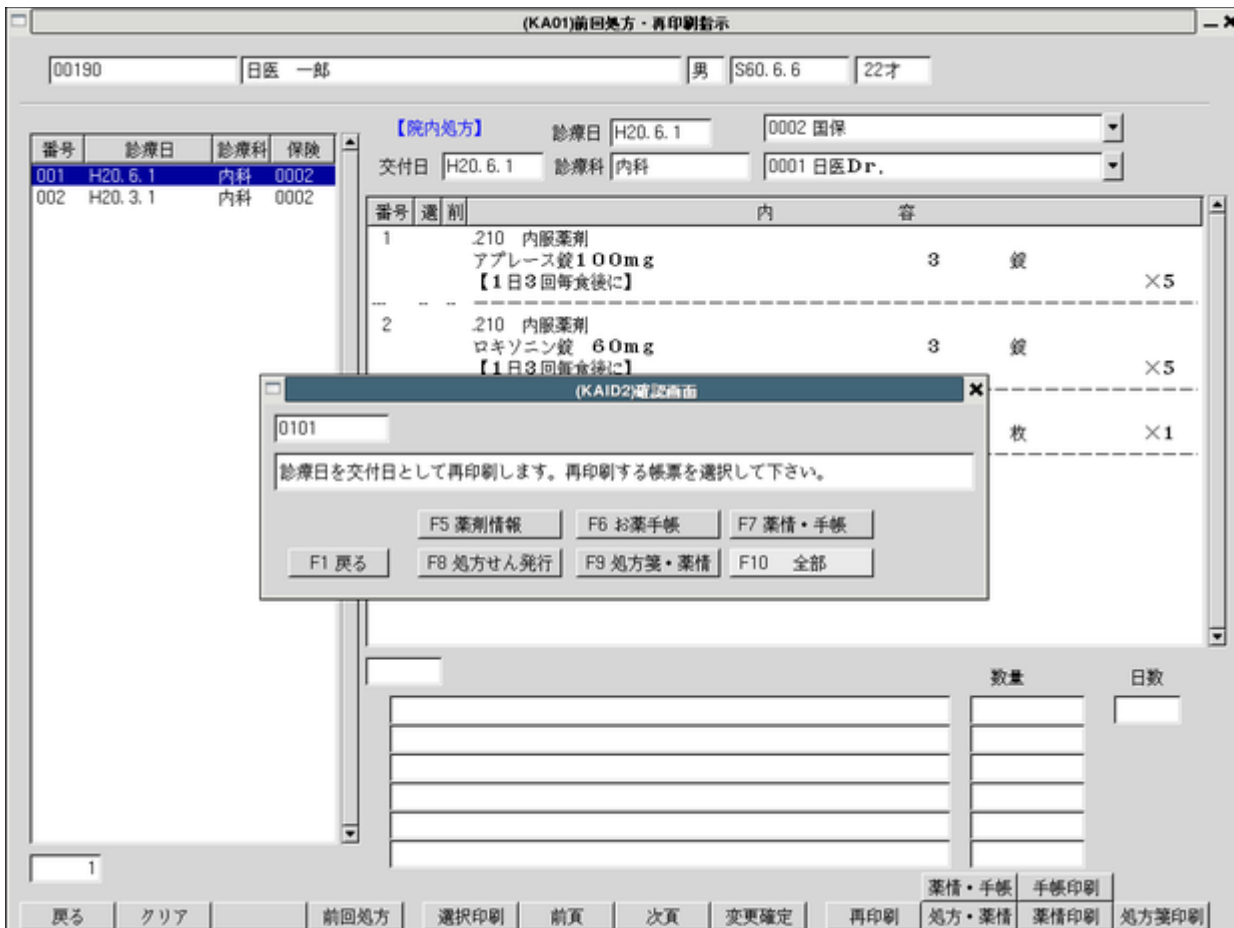 (KA01)前回処方・再印刷指示
00190 日医 一郎 男 S60. 6. 6 22才
【院内処方】 診療日 H20. 6. 1 0002 国保
交付日 H20. 6. 1 診療科 内科 0001 日医Dr.
番号 診療日 診療科 保険
001 H20. 6. 1 内科 0002
002 H20. 3. 1 内科 0002
番号 選 削 内 容
1 .210 内服薬剤
アプレース錠100mg 3 錠
【1日3回毎食後に】 ×5
2 .210 内服薬剤
ロキソニン錠 60mg 3 錠
【1日3回毎食後に】 ×5
枚 ×1
(KAID2)確認画面
0101
診療日を交付日として再印刷します。再印刷する帳票を選択して下さい。
F5 薬剤情報 F6 お薬手帳 F7 薬情・手帳
F1 戻る F8 処方せん発行 F9 処方箋・薬情 F10 全部
数量 日数
1
薬情・手帳 手帳印刷
戻る クリア 前回処方 選択印刷 前頁 次頁 変更確定 再印刷 処方・薬情 薬情印刷 処方箋印刷